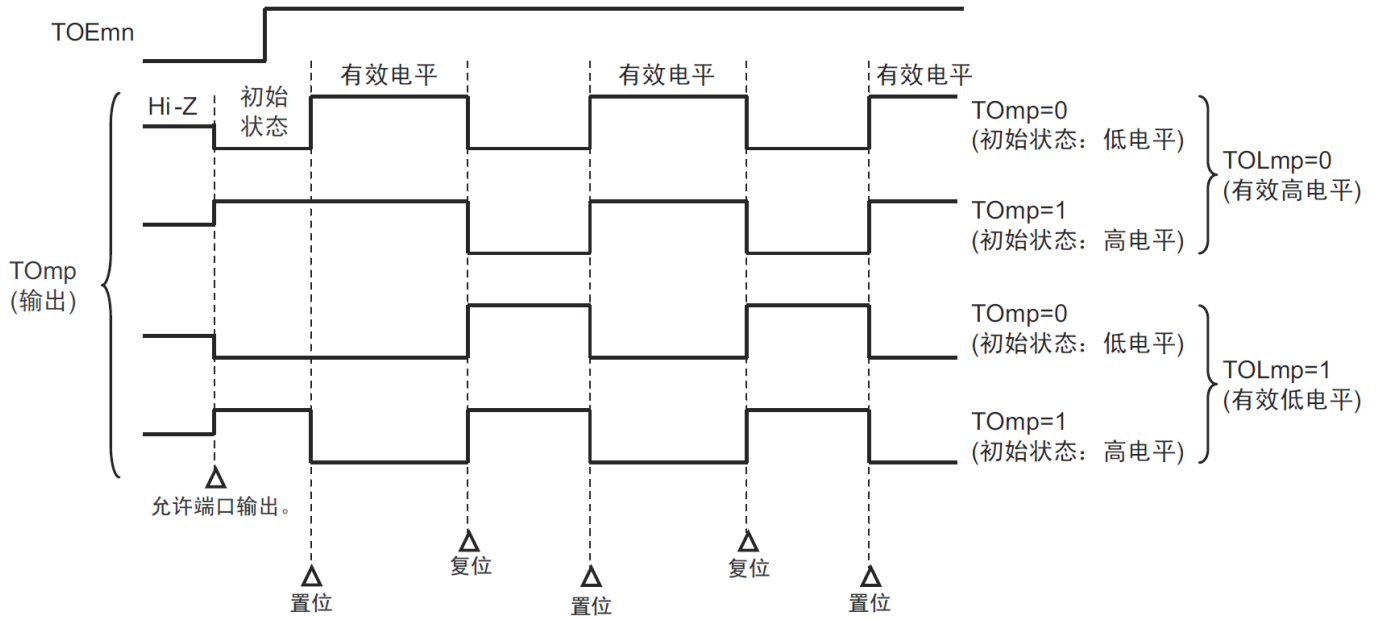 TOEmn
有效电平
有效电平
有效电平
Hi-Z
初始
状态
TOmp=0
(初始状态：低电平)
TOLmp=0
(有效高电平)
TOmp=1
(初始状态：高电平)
TOmp
(输出)
TOmp=0
(初始状态：低电平)
TOLmp=1
(有效低电平)
TOmp=1
(初始状态：高电平)
允许端口输出。
复位
复位
置位
置位
置位